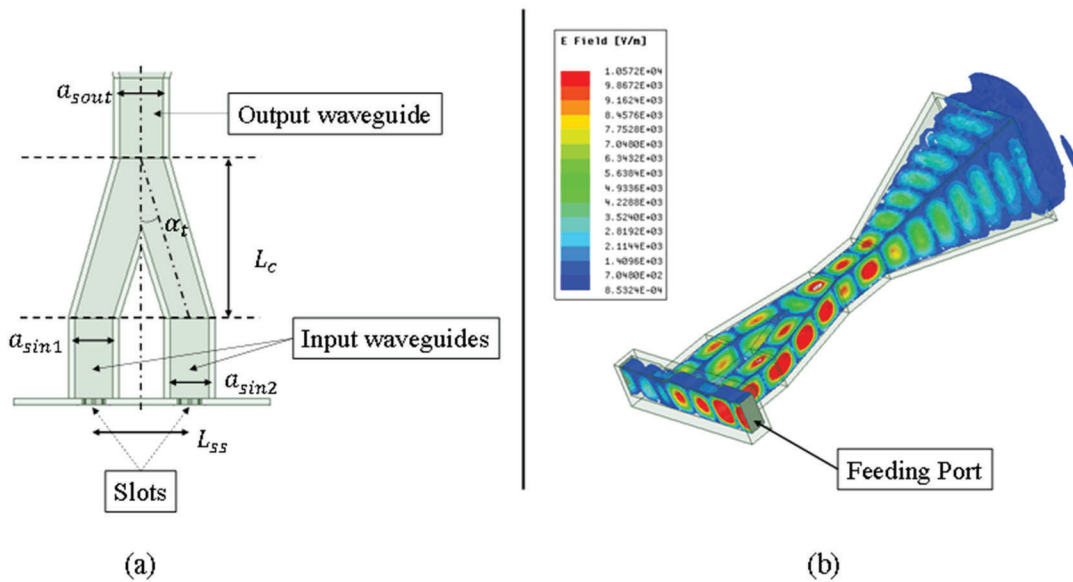 a_sout
Output waveguide
α_t
L_c
a_sin1
Input waveguides
a_sin2
L_ss
Slots
(a)
E Field [V/m]
1.0572E+04
9.8672E+03
9.1624E+03
8.4576E+03
7.7528E+03
7.0480E+03
6.3432E+03
5.6384E+03
4.9336E+03
4.2288E+03
3.5240E+03
2.8192E+03
2.1144E+03
1.4096E+03
7.0480E+02
8.5324E-04
Feeding Port
(b)